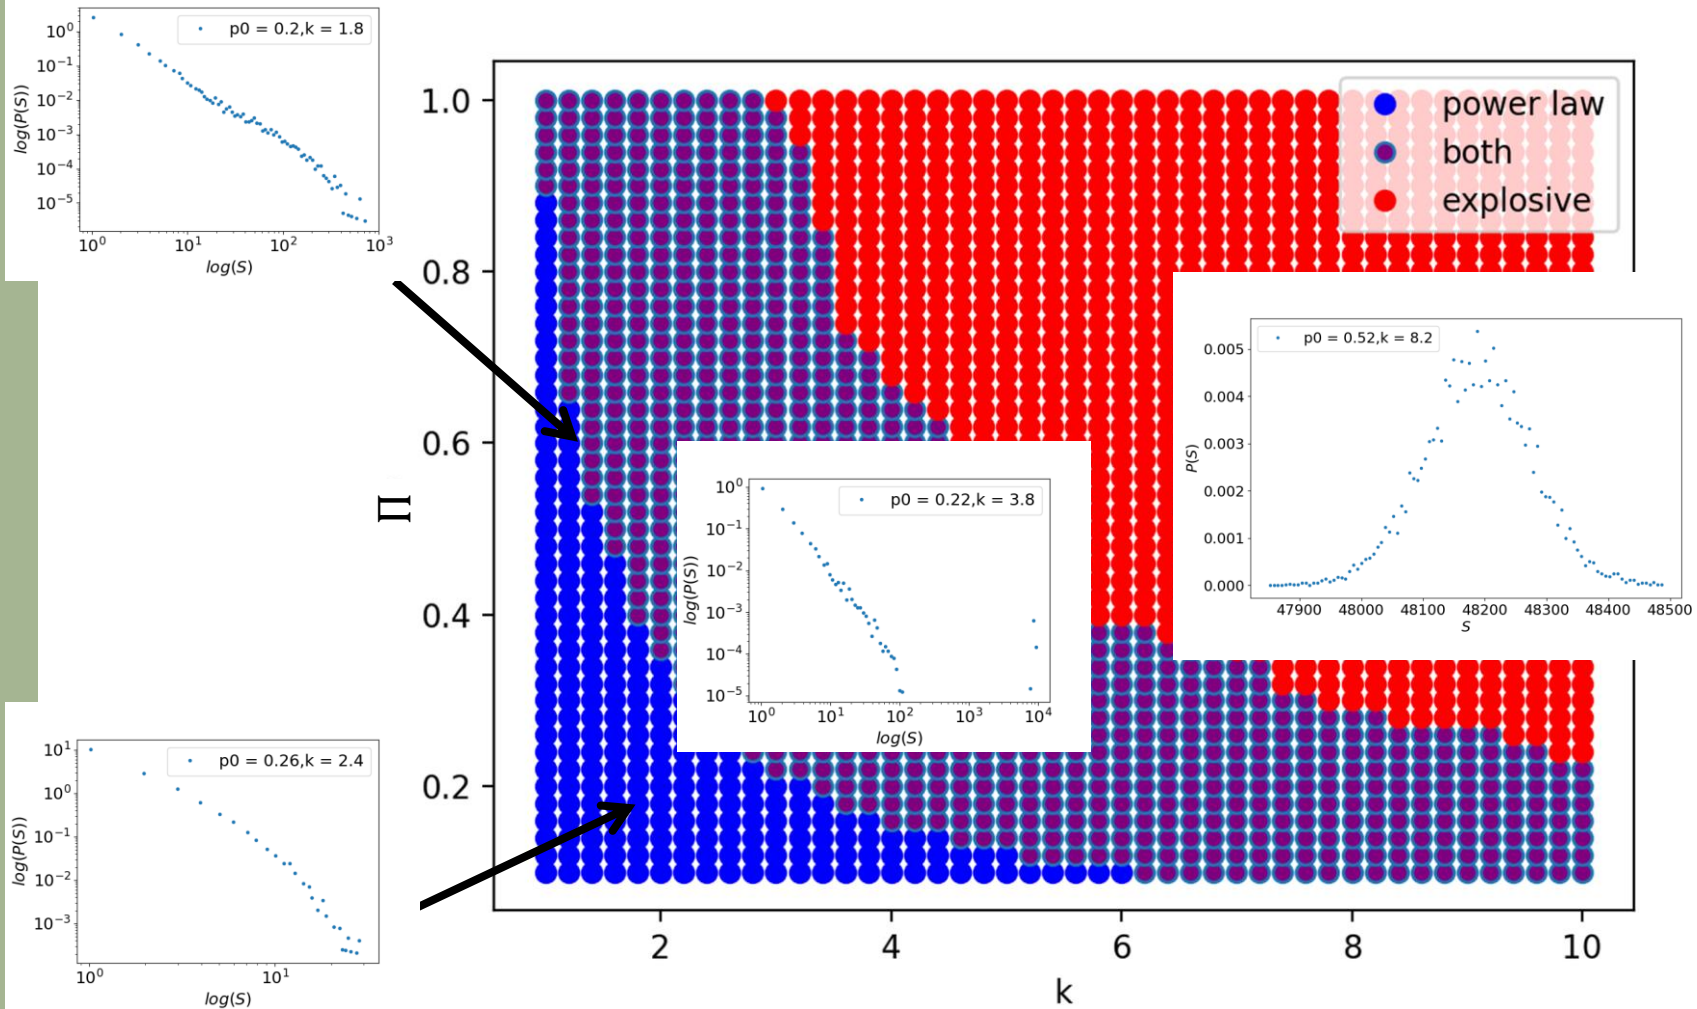 p0 = 0.2,k = 1.8
10^0
10^-1
10^-2
10^-3
10^-4
10^-5
log(P(S))
10^0 10^1 10^2 10^3
log(S)
power law
both
explosive
1.0
0.8
0.6
0.4
0.2
Π
2 4 6 8 10
k
p0 = 0.52,k = 8.2
0.005
0.004
0.003
0.002
0.001
0.000
P(S)
47900 48000 48100 48200 48300 48400 48500
S
p0 = 0.22,k = 3.8
10^0
10^-1
10^-2
10^-3
10^-4
10^-5
log(P(S))
10^0 10^1 10^2 10^3 10^4
log(S)
p0 = 0.26,k = 2.4
10^1
10^0
10^-1
10^-2
10^-3
log(P(S))
10^0 10^1
log(S)